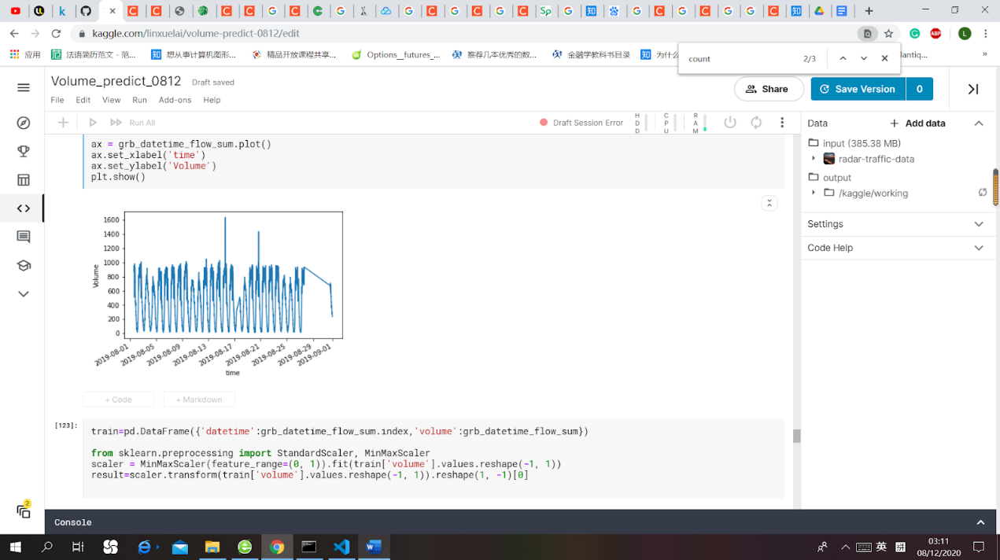 kaggle.com/linxuelai/volume-predict-0812/edit
应用
法语简历范文 - 范...
想从事计算机图形...
精品开放课程共享...
Options__futures_...
推荐几本优秀的数...
金融学教科书目录
为什么
lantiq...
»
count
2/3
Volume_predict_0812
Draft saved
File Edit View Run Add-ons Help
Share
Save Version
0
Run All
Draft Session Error
HDD
CPU
RAM
ax = grb_datetime_flow_sum.plot()
ax.set_xlabel('time')
ax.set_ylabel('Volume')
plt.show()
1600
1400
1200
1000
800
600
400
200
0
Volume
2019-08-01
2019-08-05
2019-08-09
2019-08-13
2019-08-17
2019-08-21
2019-08-25
2019-08-29
2019-09-01
time
+ Code
+ Markdown
[123]:
train=pd.DataFrame({'datetime':grb_datetime_flow_sum.index,'volume':grb_datetime_flow_sum})
from sklearn.preprocessing import StandardScaler, MinMaxScaler
scaler = MinMaxScaler(feature_range=(0, 1)).fit(train['volume'].values.reshape(-1, 1))
result=scaler.transform(train['volume'].values.reshape(-1, 1)).reshape(1, -1)[0]
Data
+ Add data
input (385.38 MB)
radar-traffic-data
output
/kaggle/working
Settings
Code Help
2
Console
英
拼
03:11
08/12/2020